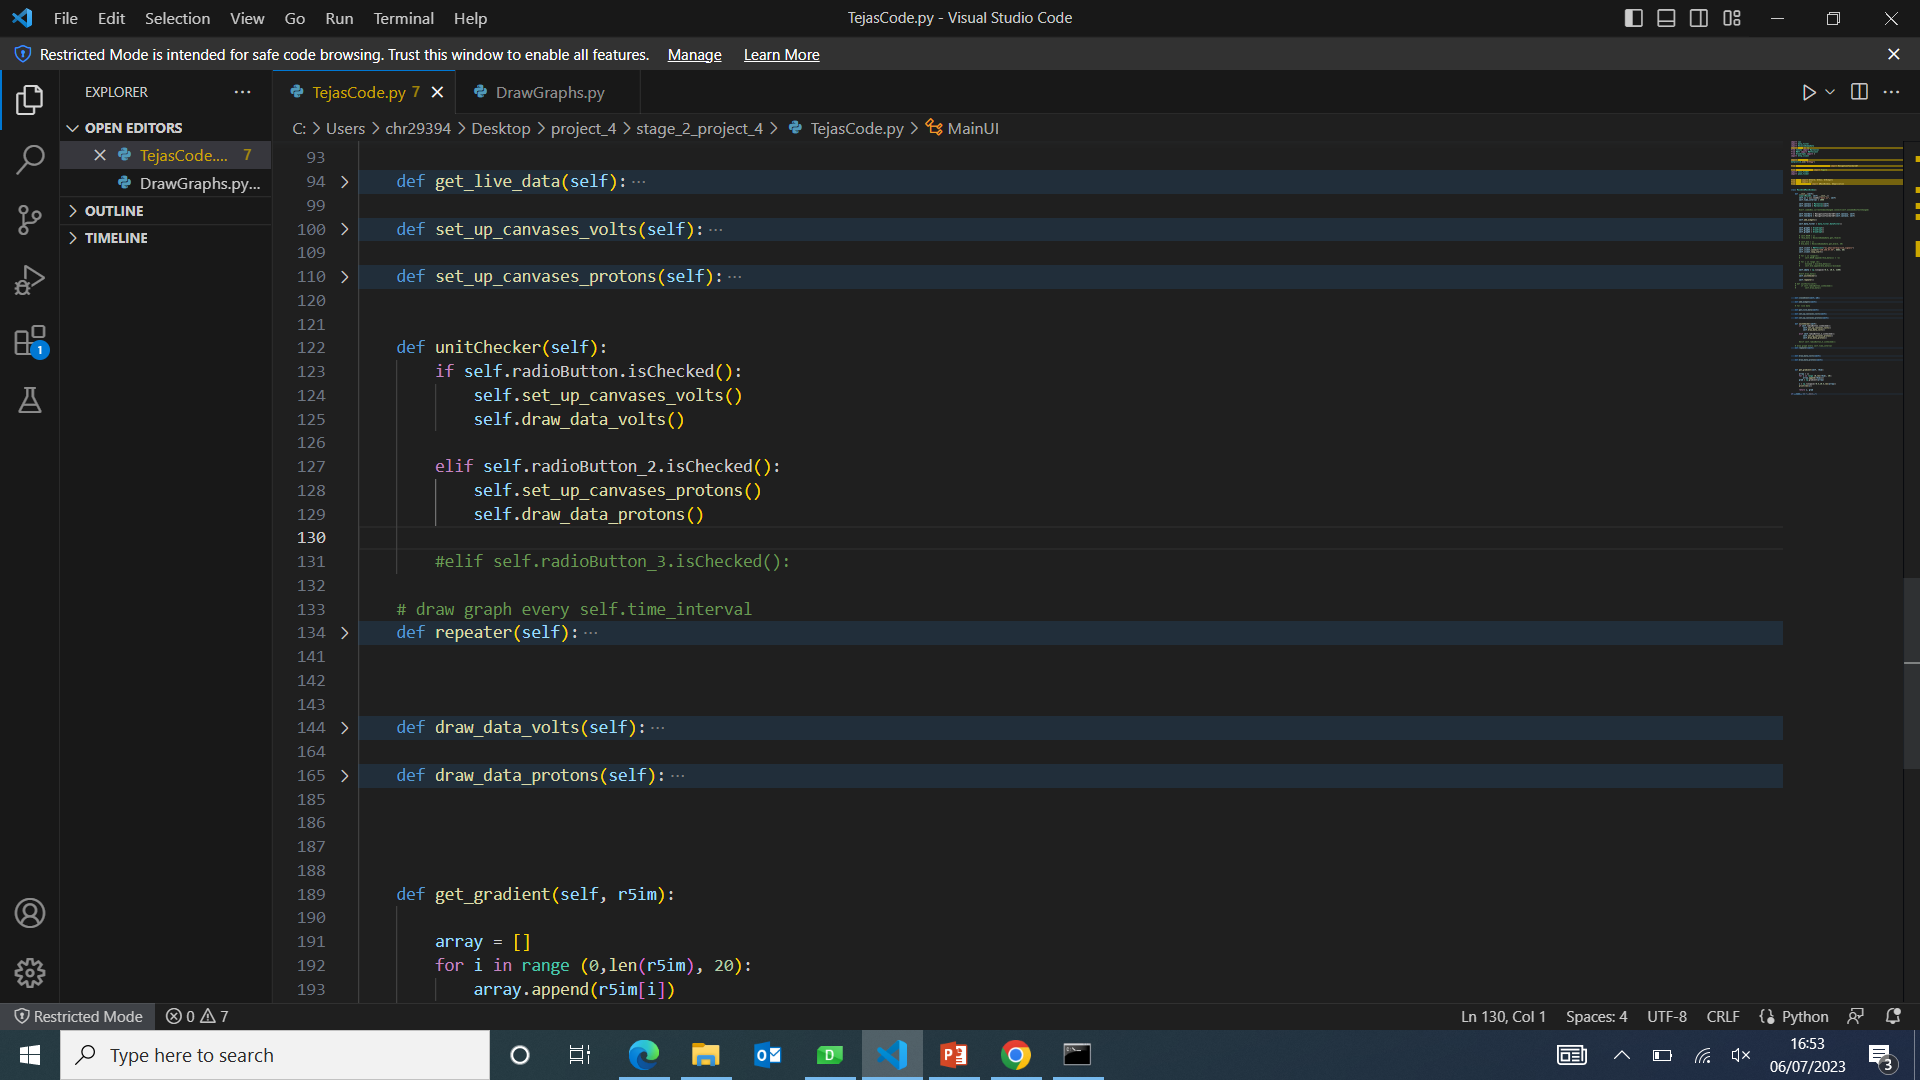 File Edit Selection View Go Run Terminal Help
TejasCode.py - Visual Studio Code
Restricted Mode is intended for safe code browsing. Trust this window to enable all features. Manage Learn More
EXPLORER
TejasCode.py 7
DrawGraphs.py
OPEN EDITORS
TejasCode.... 7
DrawGraphs.py...
OUTLINE
TIMELINE
C: > Users > chr29394 > Desktop > project_4 > stage_2_project_4 > TejasCode.py > MainUI
93
94 def get_live_data(self): ···
99
100 def set_up_canvases_volts(self): ···
109
110 def set_up_canvases_protons(self): ···
120
121
122 def unitChecker(self):
123 if self.radioButton.isChecked():
124 self.set_up_canvases_volts()
125 self.draw_data_volts()
126
127 elif self.radioButton_2.isChecked():
128 self.set_up_canvases_protons()
129 self.draw_data_protons()
130
131 #elif self.radioButton_3.isChecked():
132
133 # draw graph every self.time_interval
134 def repeater(self): ···
141
142
143
144 def draw_data_volts(self): ···
164
165 def draw_data_protons(self): ···
185
186
187
188
189 def get_gradient(self, r5im):
190
191 array = []
192 for i in range (0,len(r5im), 20):
193 array.append(r5im[i])
1
Restricted Mode 0 7
Ln 130, Col 1 Spaces: 4 UTF-8 CRLF Python
Type here to search
16:53
06/07/2023
3